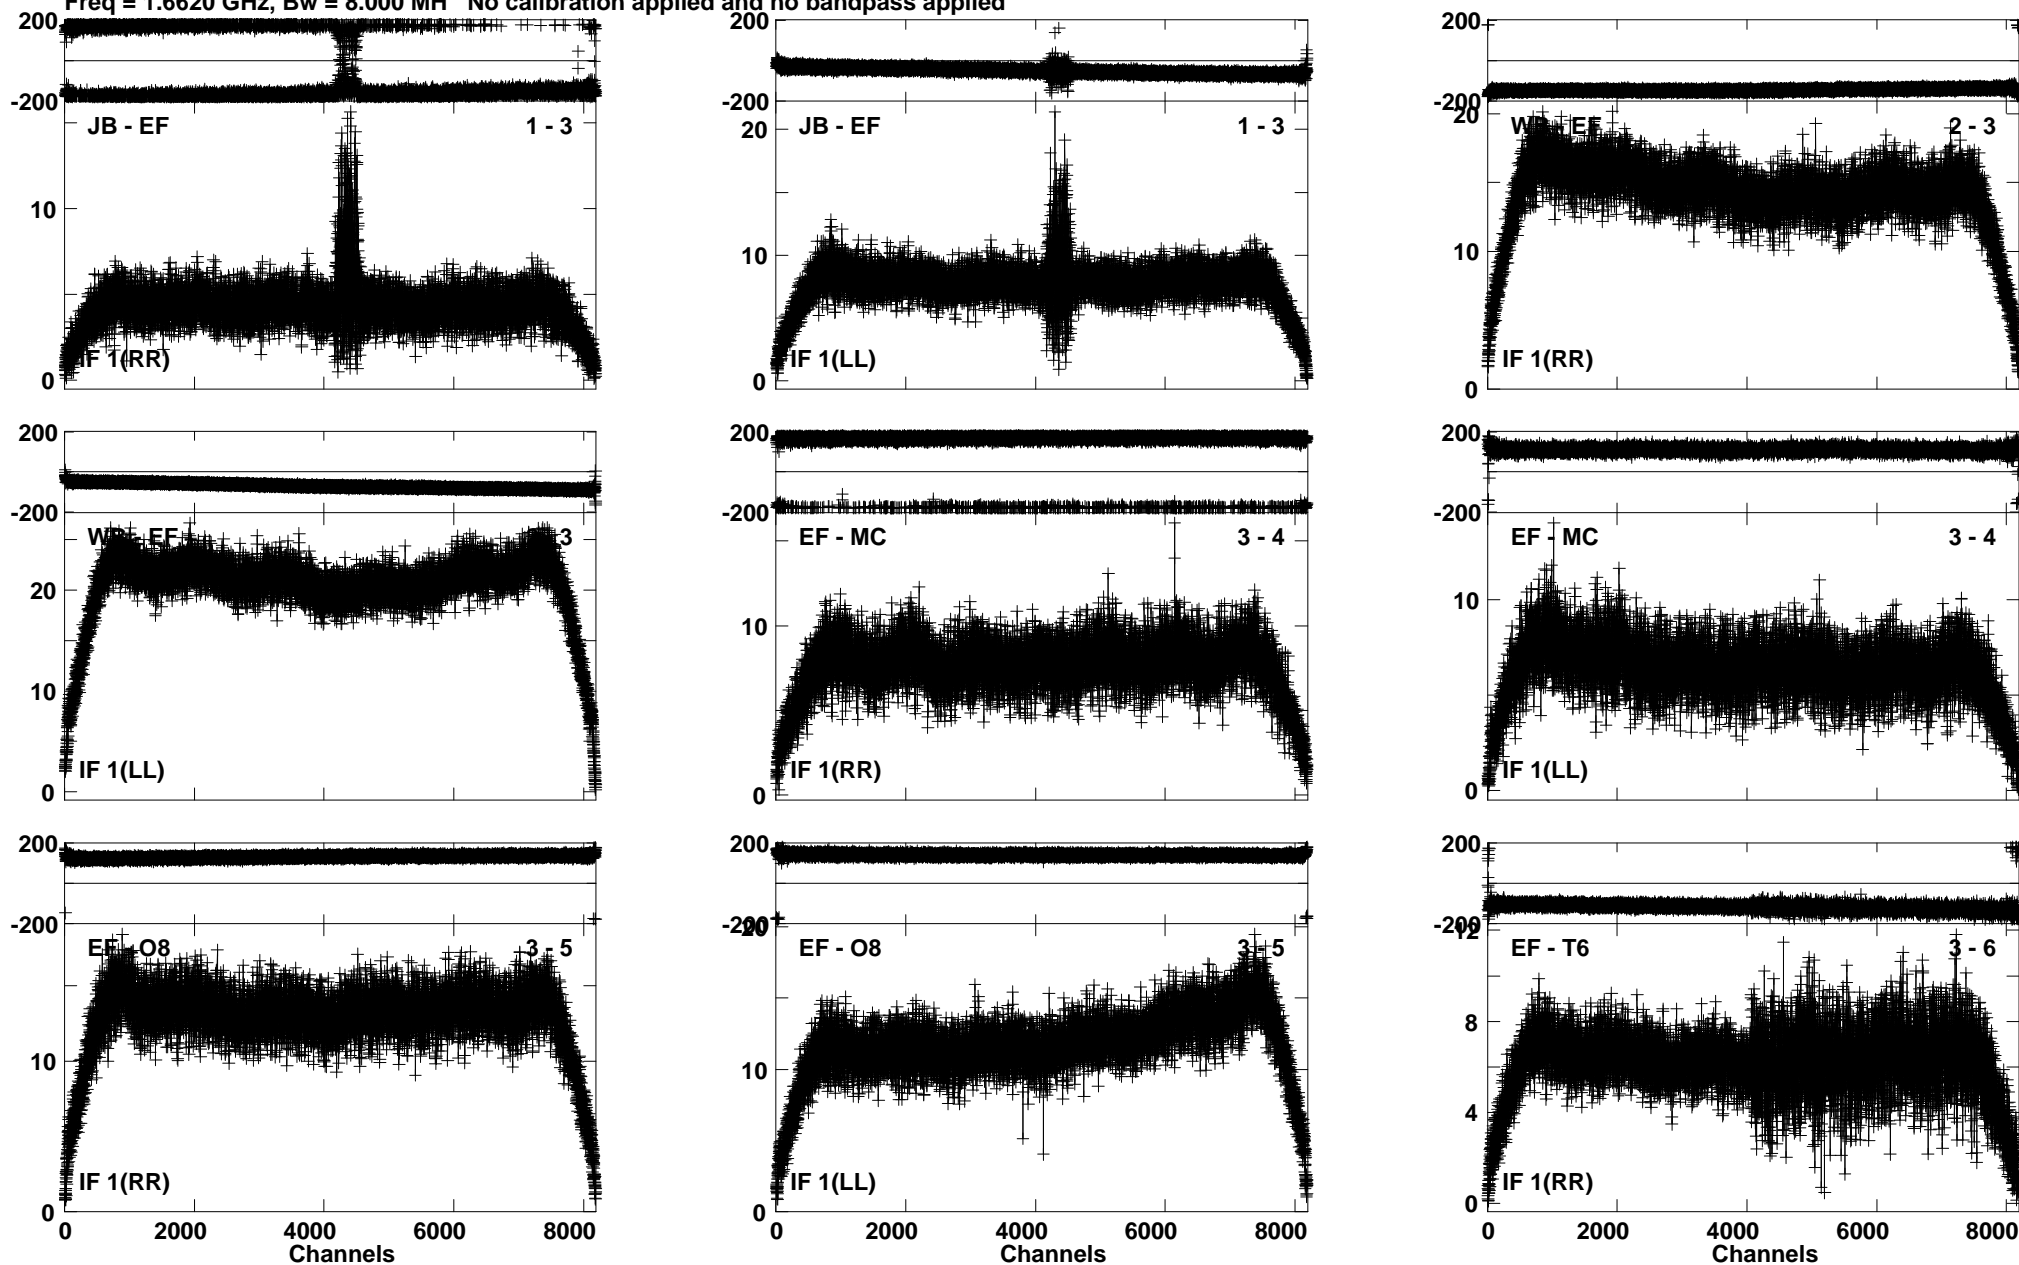 Freq = 1.6620 GHz, Bw = 8.000 MH No calibration applied and no bandpass applied
200
-200
JB - EF 1 - 3
10
0
IF 1(RR)
200
-200
JB - EF 1 - 3
20
10
0
IF 1(LL)
200
-200
20
EF 2 - 3
10
0
IF 1(RR)
200
-200
EF 3
20
10
0
IF 1(LL)
200
-200
EF - MC 3 - 4
10
0
IF 1(RR)
200
-200
EF - MC 3 - 4
10
0
IF 1(LL)
200
-200
EF - O8 3 - 5
10
0
IF 1(RR)
0 2000 4000 6000 8000
Channels
200
-200
20
EF - O8 3 - 5
10
0
IF 1(LL)
0 2000 4000 6000 8000
Channels
200
-200
12
EF - T6 3 - 6
8
4
0
IF 1(RR)
0 2000 4000 6000 8000
Channels